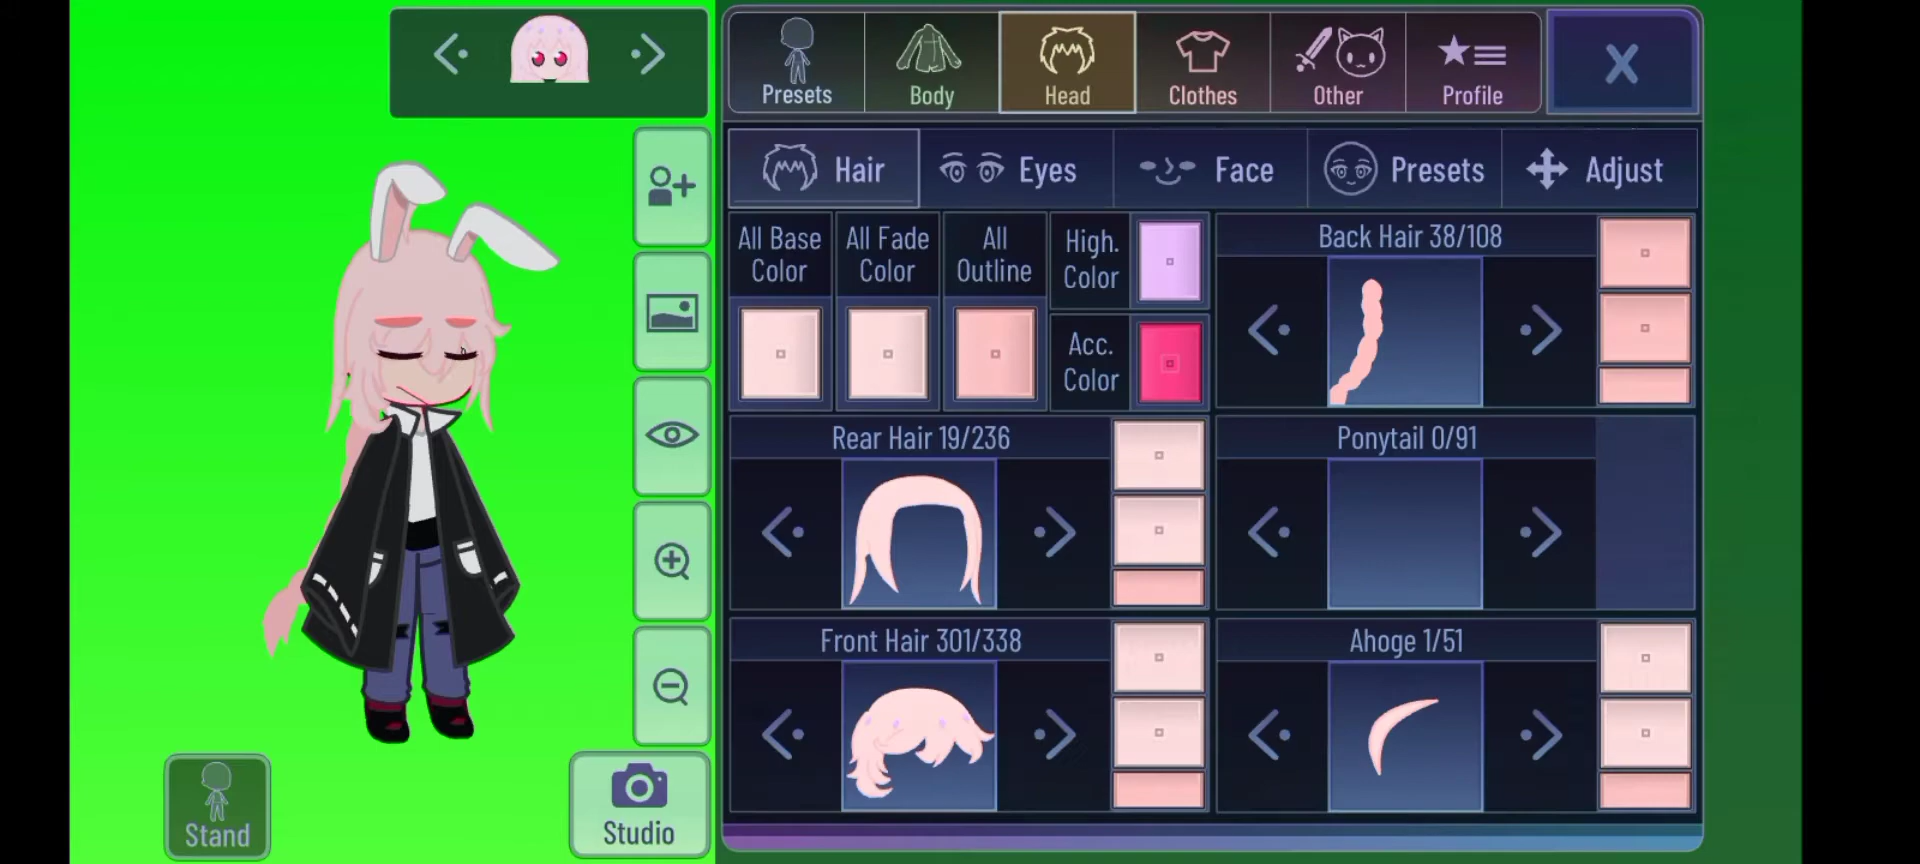 Presets
Body
Head
Clothes
Other
Profile
X
Hair
Eyes
Face
Presets
Adjust
All Base
Color
All Fade
Color
All
Outline
High.
Color
Acc.
Color
Back Hair 38/108
Rear Hair 19/236
Ponytail 0/91
Front Hair 301/338
Ahoge 1/51
Stand
Studio